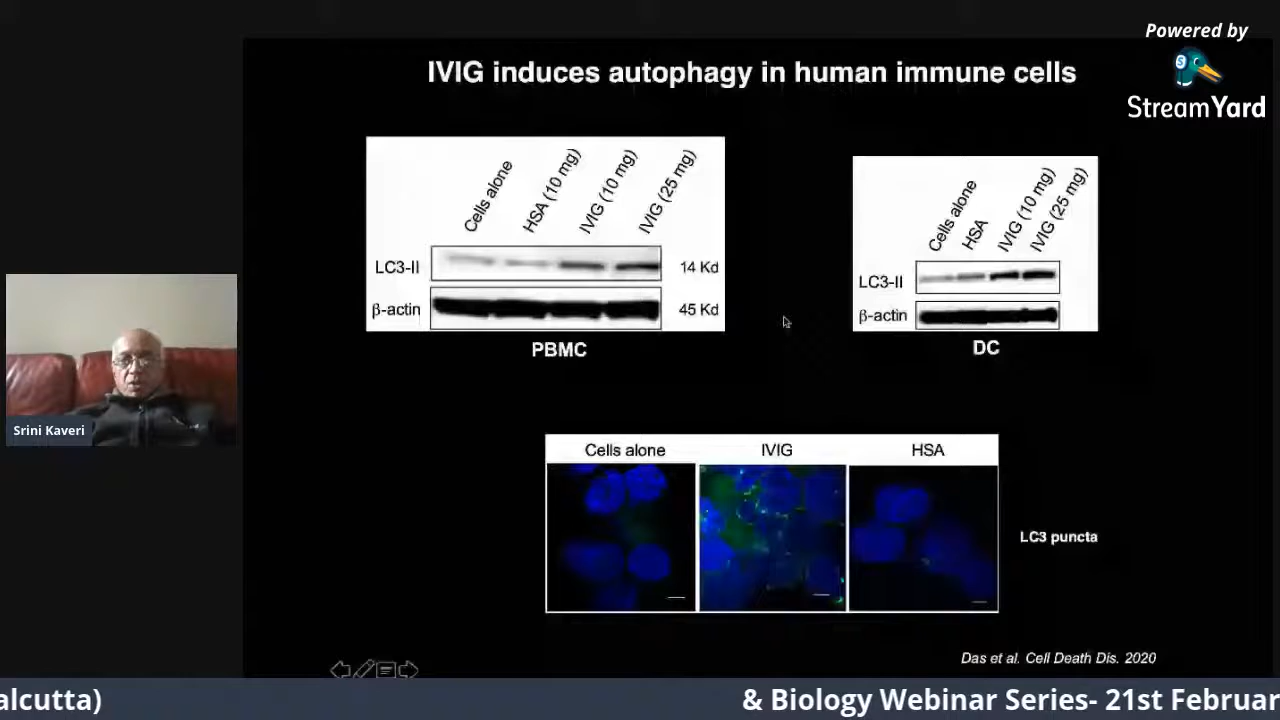 Powered by
StreamYard
IVIG induces autophagy in human immune cells
Cells alone
HSA (10 mg)
IVIG (10 mg)
IVIG (25 mg)
LC3-II
14 Kd
β-actin
45 Kd
PBMC
Cells alone
HSA
IVIG (10 mg)
IVIG (25 mg)
LC3-II
β-actin
DC
Srini Kaveri
Cells alone
IVIG
HSA
LC3 puncta
Das et al. Cell Death Dis. 2020
alcutta)
& Biology Webinar Series- 21st Februar